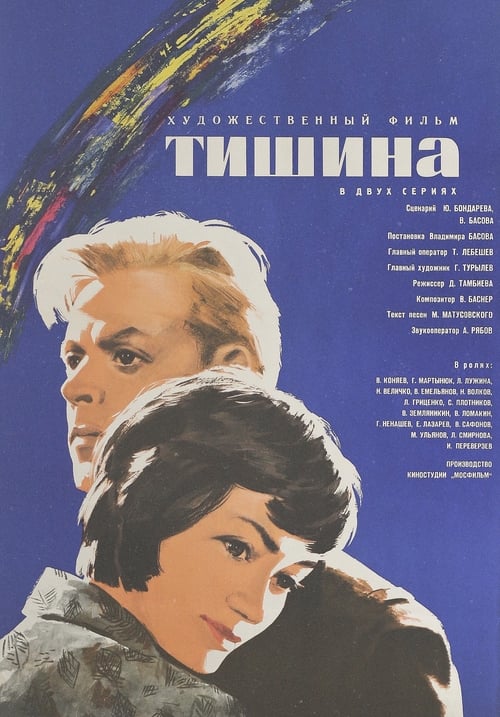 ХУДОЖЕСТВЕННЫЙ ФИЛЬМ
ТИШИНА
В ДВУХ СЕРИЯХ
Сценарий Ю. БОНДАРЕВА,
В. БАСОВА
Постановка Владимира БАСОВА
Главный оператор Т. ЛЕБЕШЕВ
Главный художник Г. ТУРЫЛЕВ
Режиссер Д. ТАМБИЕВА
Композитор В. БАСНЕР
Текст песен М. МАТУСОВСКОГО
Звукооператор А. РЯБОВ
В ролях:
В. КОНЯЕВ, Г. МАРТЫНЮК, Л. ЛУЖИНА,
Н. ВЕЛИЧКО, В. ЕМЕЛЬЯНОВ, Н. ВОЛКОВ,
Л. ГРИЦЕНКО, С. ПЛОТНИКОВ,
В. ЗЕМЛЯНИКИН, В. ЛОМАКИН,
Г. НЕНАШЕВ, Е. ЛАЗАРЕВ, В. САФОНОВ,
М. УЛЬЯНОВ, Л. СМИРНОВА,
И. ПЕРЕВЕРЗЕВ
ПРОИЗВОДСТВО
КИНОСТУДИИ „МОСФИЛЬМ"